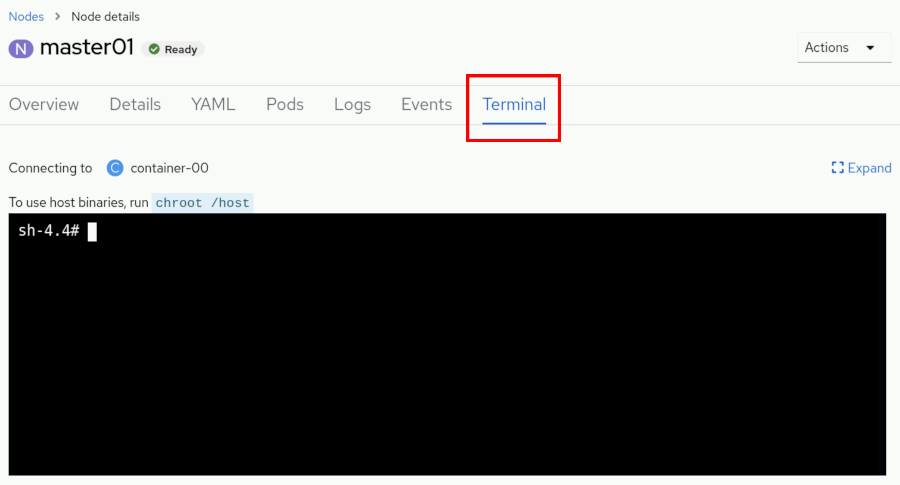 Nodes > Node details
N master01 Ready
Actions
Overview Details YAML Pods Logs Events Terminal
Connecting to C container-00
Expand
To use host binaries, run chroot /host
sh-4.4#